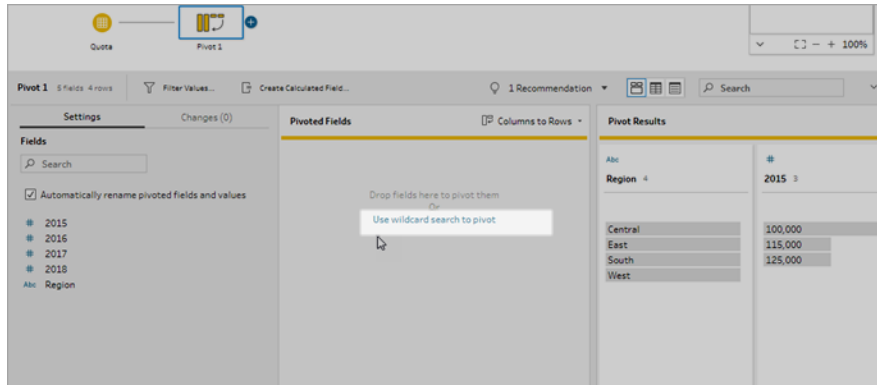 Quota
Pivot 1
100%
Pivot 1 5 fields 4 rows
Filter Values...
Create Calculated Field...
1 Recommendation
Search
Settings
Changes (0)
Fields
Search
Automatically rename pivoted fields and values
# 2015
# 2016
# 2017
# 2018
Abc Region
Pivoted Fields
Columns to Rows
Drop fields here to pivot them
Or
Use wildcard search to pivot
Pivot Results
Abc
Region 4
Central
East
South
West
#
2015 3
100,000
115,000
125,000